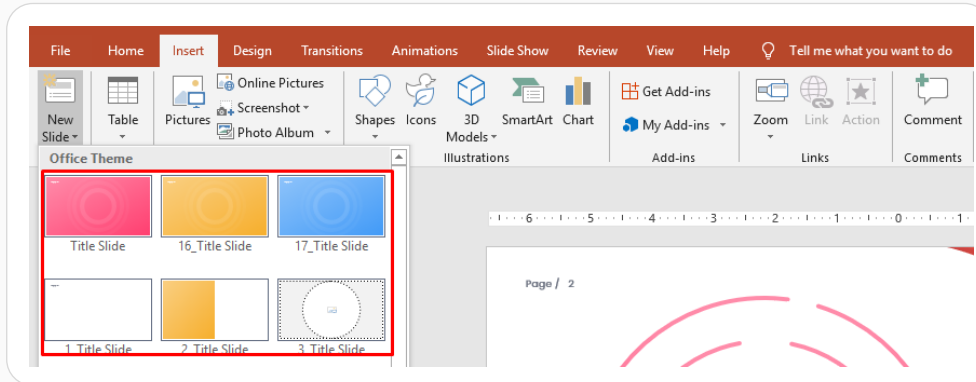 File Home Insert Design Transitions Animations Slide Show Review View Help Tell me what you want to do
New Slide
Table
Pictures
Online Pictures
Screenshot
Photo Album
Shapes
Icons
3D Models
SmartArt
Chart
Illustrations
Get Add-ins
My Add-ins
Add-ins
Zoom
Link
Action
Links
Comment
Comments
Office Theme
Title Slide 16_Title Slide 17_Title Slide
1_Title Slide 2_Title Slide 3_Title Slide
6 5 4 3 2 1 0 1
Page / 2